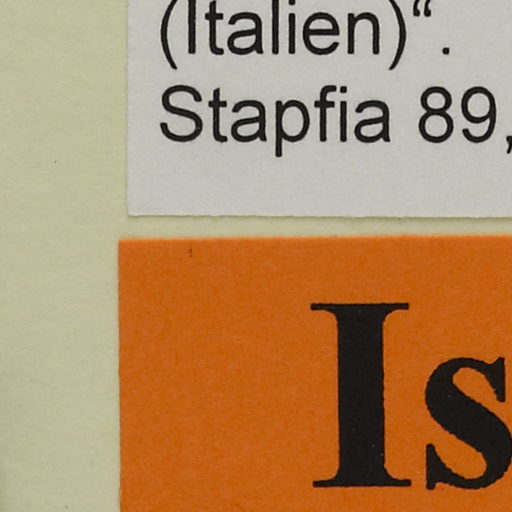 (Italien)“.
Stapfia 89,
Is